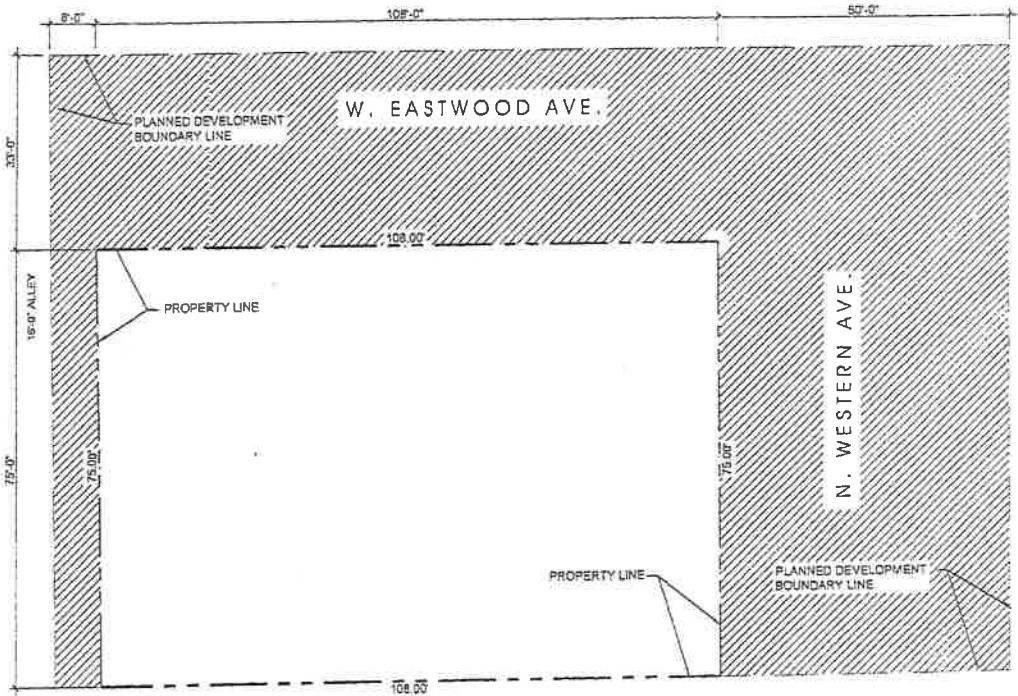 8'-0"
108'-0"
50'-0"
W. EASTWOOD AVE.
PLANNED DEVELOPMENT
BOUNDARY LINE
33'-0"
108.00'
16'-0" ALLEY
PROPERTY LINE
N. WESTERN AVE.
75'-0"
75.00'
75.00'
PROPERTY LINE
PLANNED DEVELOPMENT
BOUNDARY LINE
108.00'